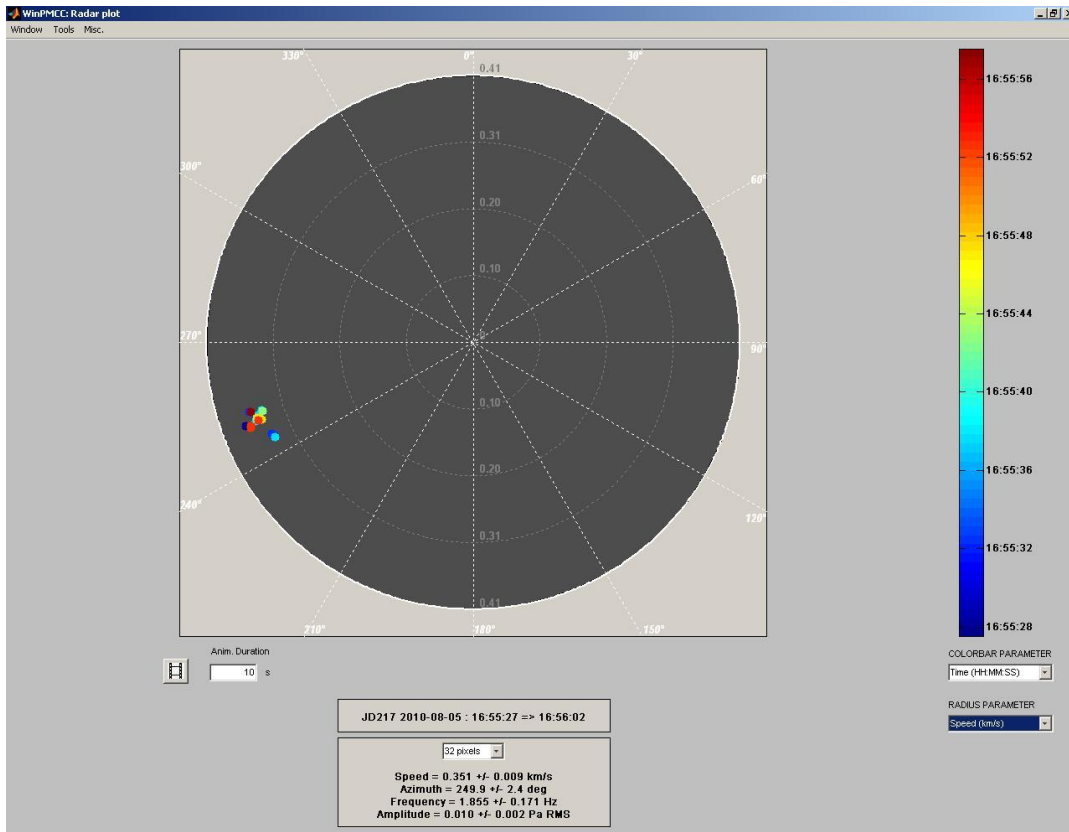 WinPMCC: Radar plot
Window Tools Misc.
330° 0° 30°
0.41
0.31
0.20
0.10
0
0.10
0.20
0.31
0.41
300° 60°
270° 90°
240° 120°
210° 180° 150°
16:55:56
16:55:52
16:55:48
16:55:44
16:55:40
16:55:36
16:55:32
16:55:28
Anim. Duration
10 s
COLORBAR PARAMETER
Time (HH:MM:SS)
RADIUS PARAMETER
Speed (km/s)
JD217 2010-08-05 : 16:55:27 => 16:56:02
32 pixels
Speed = 0.351 +/- 0.009 km/s
Azimuth = 249.9 +/- 2.4 deg
Frequency = 1.855 +/- 0.171 Hz
Amplitude = 0.010 +/- 0.002 Pa RMS